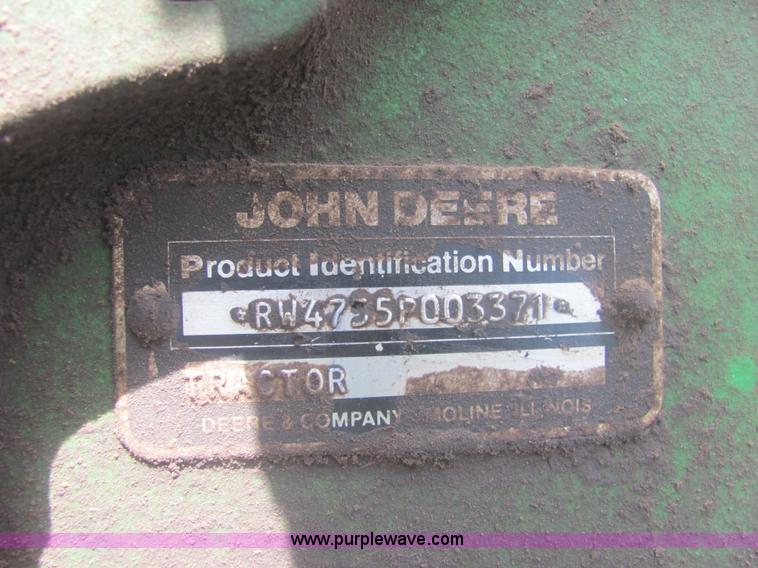 JOHN DEERE
Product Identification Number
*RW4755P003371*
TRACTOR
DEERE & COMPANY MOLINE ILLINOIS
www.purplewave.com